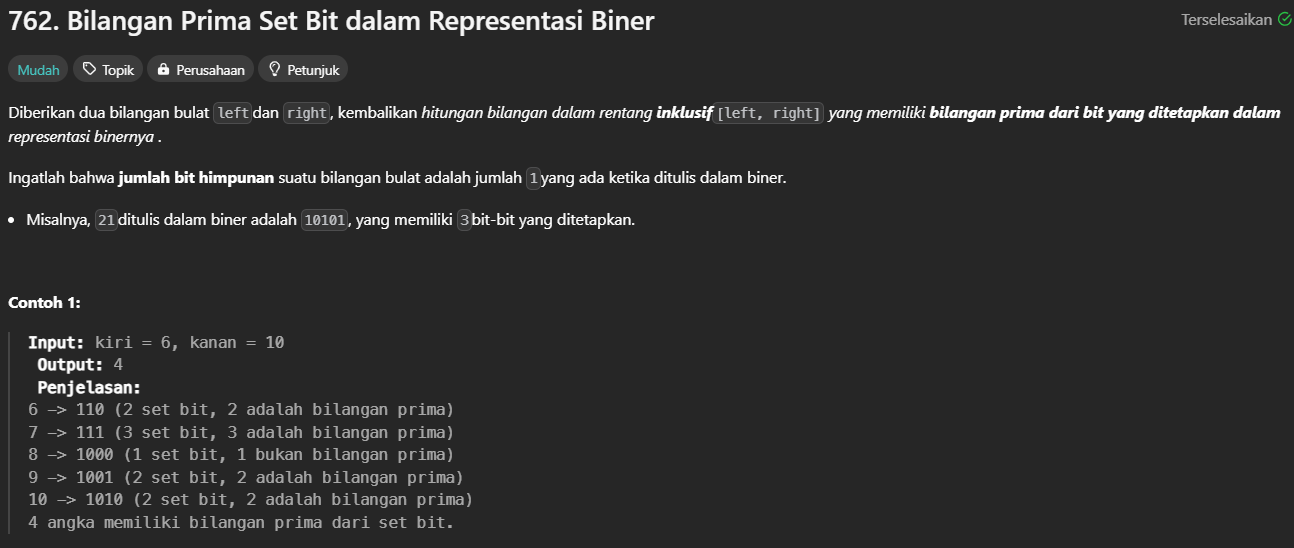 762. Bilangan Prima Set Bit dalam Representasi Biner
Terselesaikan
Mudah Topik Perusahaan Petunjuk
Diberikan dua bilangan bulat left dan right, kembalikan hitungan bilangan dalam rentang inklusif [left, right] yang memiliki bilangan prima dari bit yang ditetapkan dalam
representasi binernya .
Ingatlah bahwa jumlah bit himpunan suatu bilangan bulat adalah jumlah 1 yang ada ketika ditulis dalam biner.
• Misalnya, 21 ditulis dalam biner adalah 10101, yang memiliki 3 bit-bit yang ditetapkan.
Contoh 1:
Input: kiri = 6, kanan = 10
Output: 4
Penjelasan:
6 –> 110 (2 set bit, 2 adalah bilangan prima)
7 –> 111 (3 set bit, 3 adalah bilangan prima)
8 –> 1000 (1 set bit, 1 bukan bilangan prima)
9 –> 1001 (2 set bit, 2 adalah bilangan prima)
10 –> 1010 (2 set bit, 2 adalah bilangan prima)
4 angka memiliki bilangan prima dari set bit.